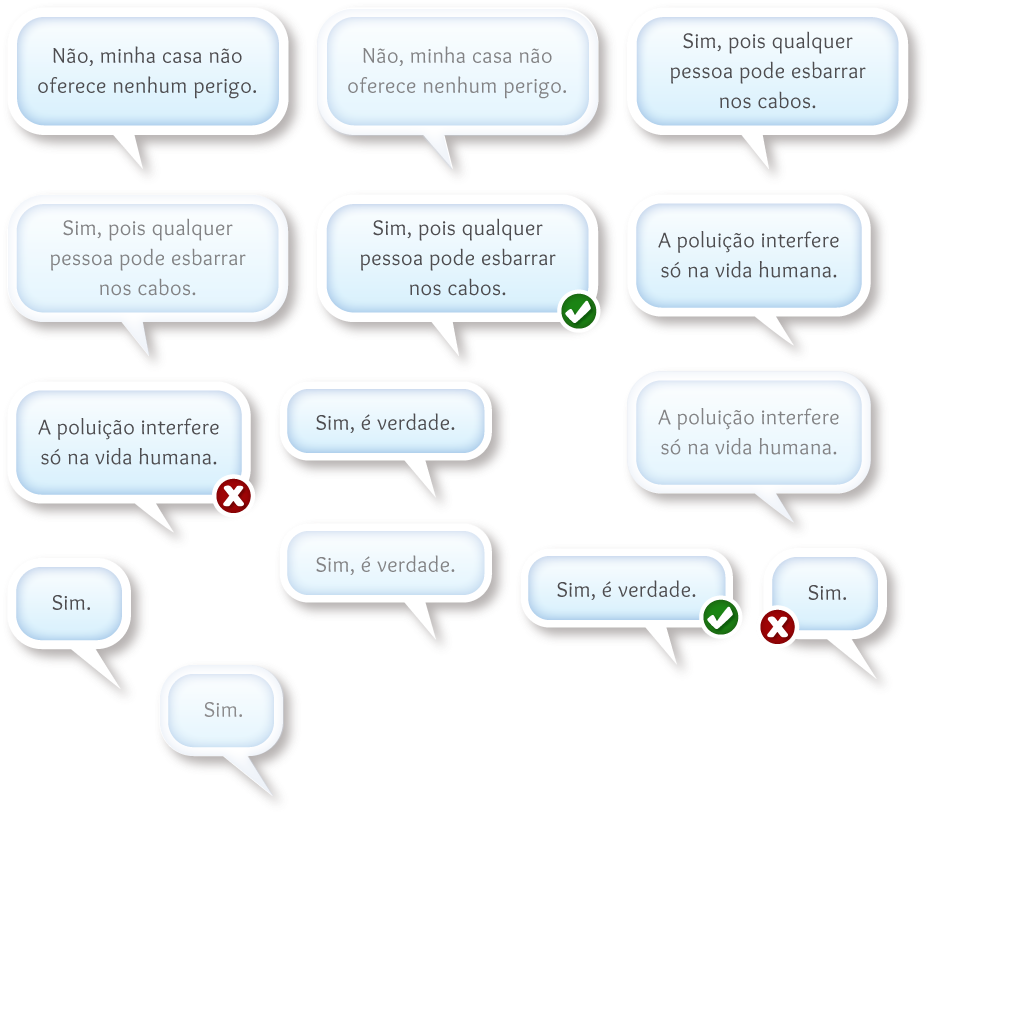 Não, minha casa não
oferece nenhum perigo.
Não, minha casa não
oferece nenhum perigo.
Sim, pois qualquer
pessoa pode esbarrar
nos cabos.
Sim, pois qualquer
pessoa pode esbarrar
nos cabos.
Sim, pois qualquer
pessoa pode esbarrar
nos cabos.
A poluição interfere
só na vida humana.
A poluição interfere
só na vida humana.
Sim, é verdade.
A poluição interfere
só na vida humana.
Sim.
Sim, é verdade.
Sim, é verdade.
Sim.
Sim.